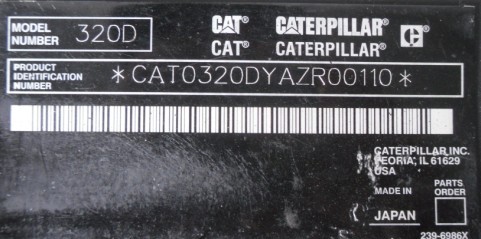 MODEL NUMBER 320D
CAT® CATERPILLAR® C®
CAT® CATERPILLAR®
PRODUCT IDENTIFICATION NUMBER *CAT0320DYAZR00110*
CATERPILLAR INC.
PEORIA, IL 61629
USA
MADE IN JAPAN
PARTS ORDER
239-6986X